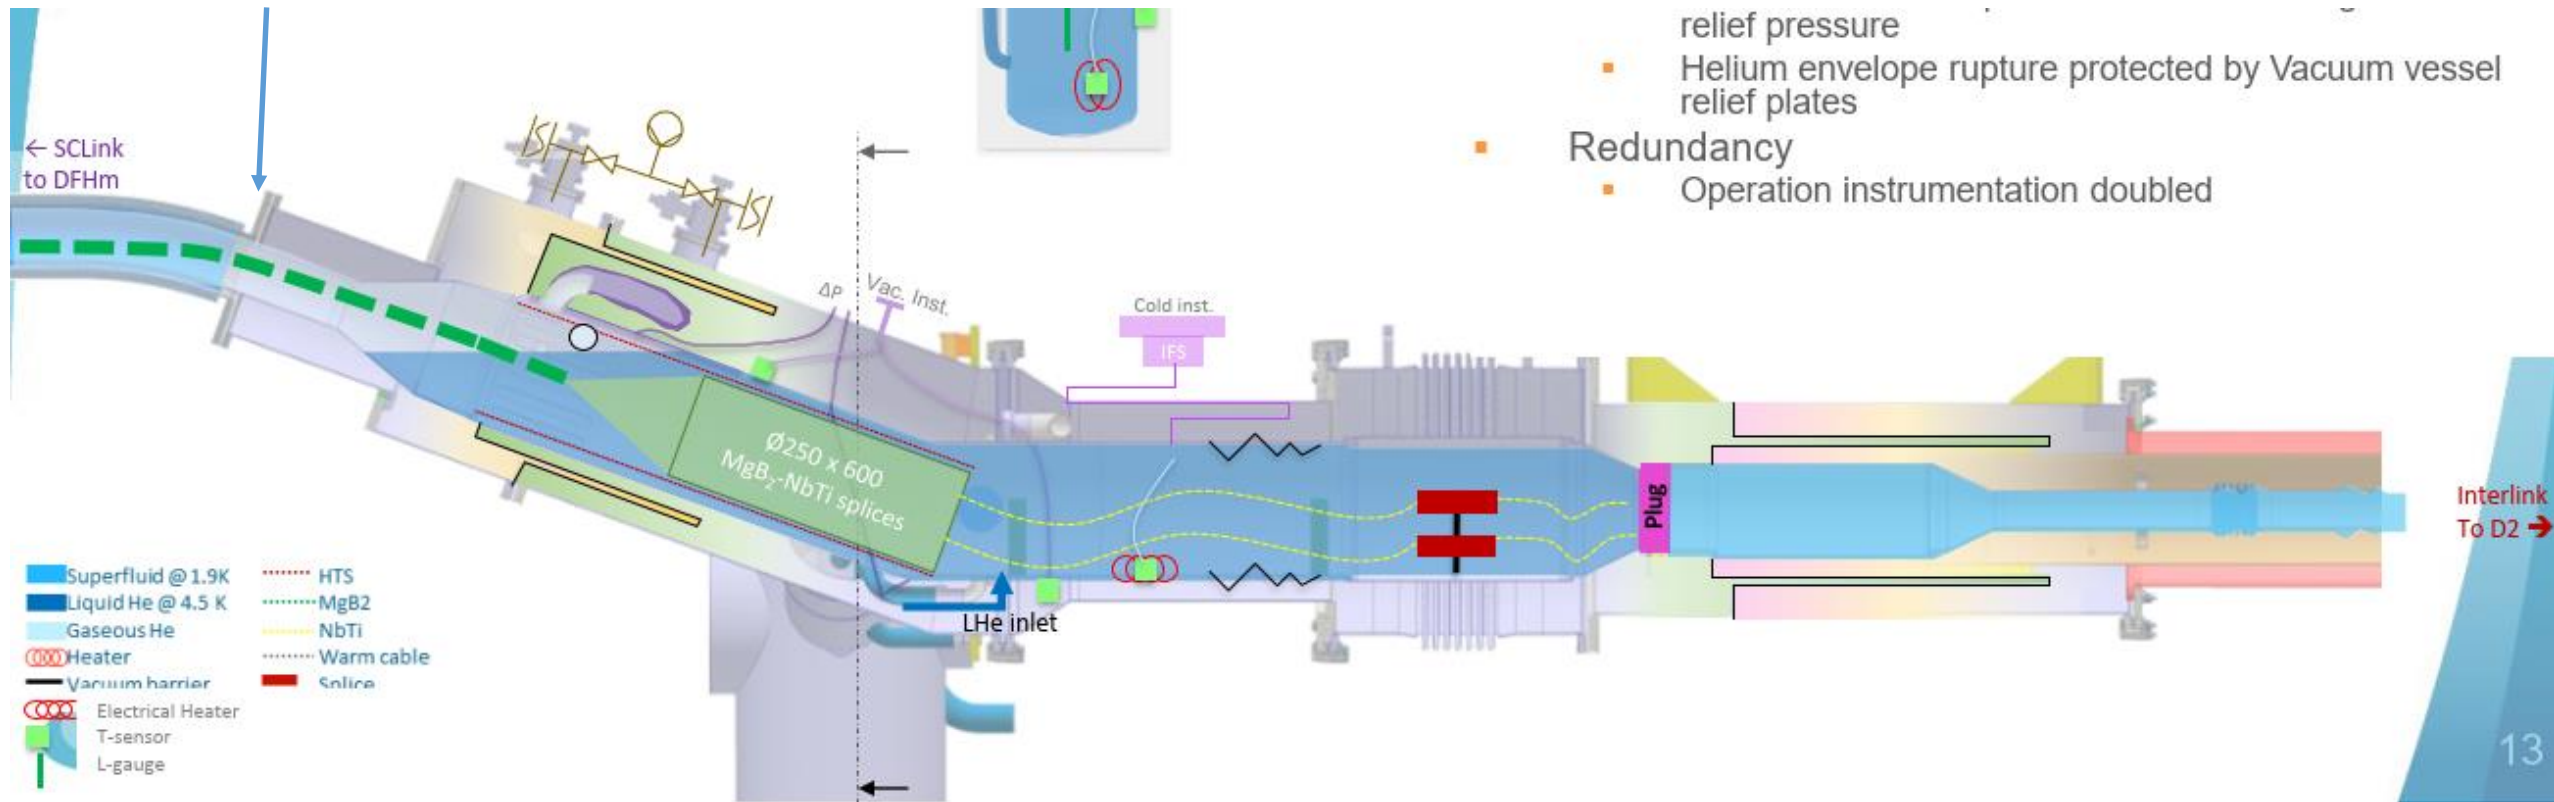 relief pressure
▪ Helium envelope rupture protected by Vacuum vessel
relief plates
▪ Redundancy
▪ Operation instrumentation doubled
← SCLink
to DFHm
ΔP
Vac. Inst.
Cold inst.
IFS
Ø250 x 600
MgB₂-NbTi splices
Plug
Interlink
To D2 →
LHe inlet
Superfluid @ 1.9K
Liquid He @ 4.5 K
Gaseous He
Heater
Vacuum barrier
HTS
MgB2
NbTi
Warm cable
Splice
Electrical Heater
T-sensor
L-gauge
13